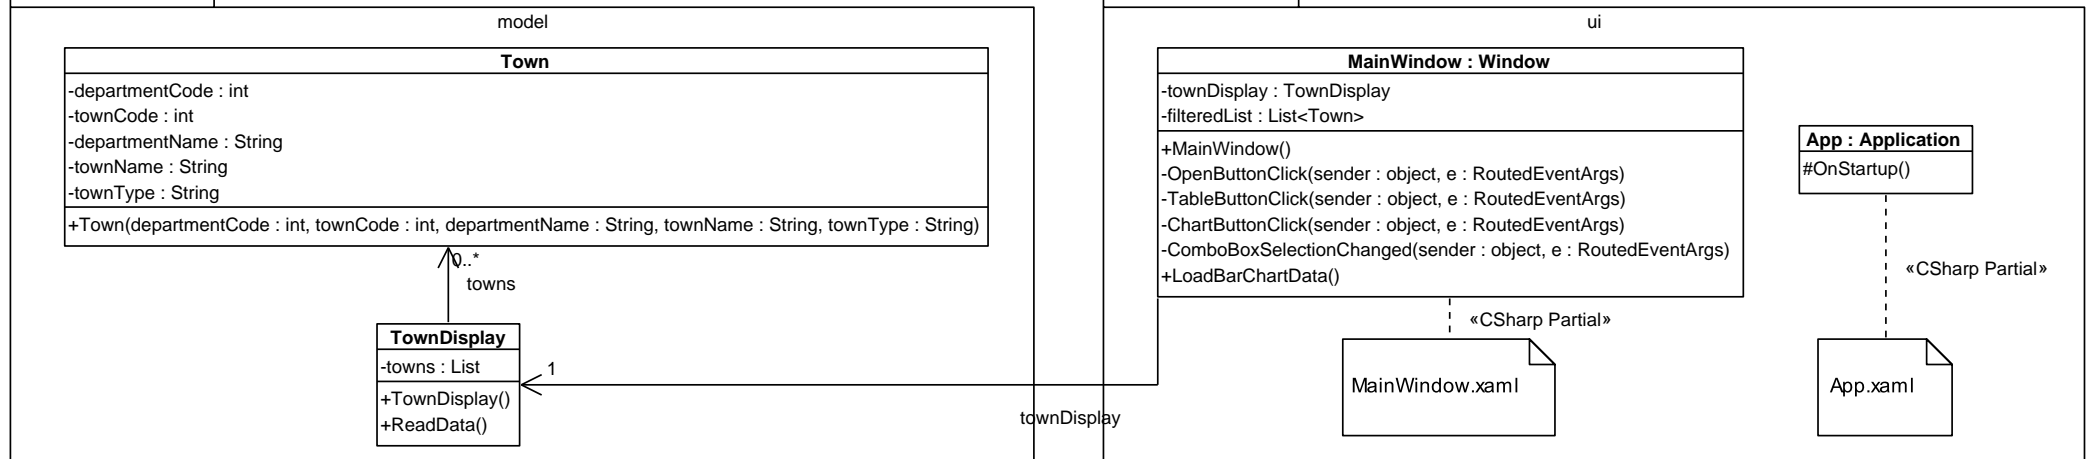 model
Town
-departmentCode : int
-townCode : int
-departmentName : String
-townName : String
-townType : String
+Town(departmentCode : int, townCode : int, departmentName : String, townName : String, townType : String)
0..*
towns
TownDisplay
-towns : List
+TownDisplay()
+ReadData()
1
townDisplay
ui
MainWindow : Window
-townDisplay : TownDisplay
-filteredList : List<Town>
+MainWindow()
-OpenButtonClick(sender : object, e : RoutedEventArgs)
-TableButtonClick(sender : object, e : RoutedEventArgs)
-ChartButtonClick(sender : object, e : RoutedEventArgs)
-ComboBoxSelectionChanged(sender : object, e : RoutedEventArgs)
+LoadBarChartData()
«CSharp Partial»
MainWindow.xaml
App : Application
#OnStartup()
«CSharp Partial»
App.xaml